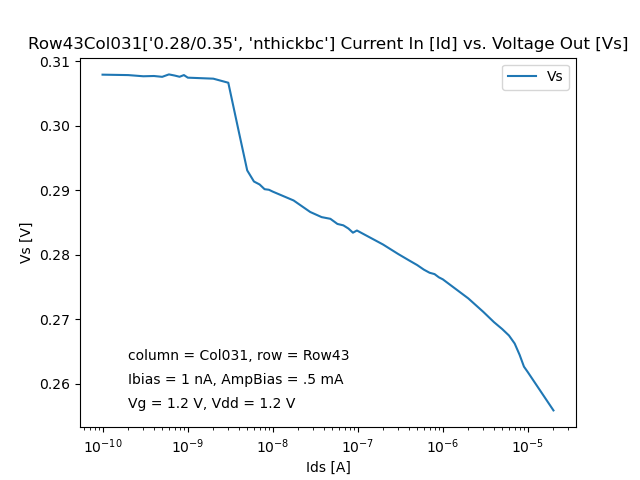 Row43Col031['0.28/0.35', 'nthickbc'] Current In [Id] vs. Voltage Out [Vs]
Vs
0.31
0.30
0.29
0.28
0.27
0.26
Vs [V]
column = Col031, row = Row43
Ibias = 1 nA, AmpBias = .5 mA
Vg = 1.2 V, Vdd = 1.2 V
10⁻¹⁰ 10⁻⁹ 10⁻⁸ 10⁻⁷ 10⁻⁶ 10⁻⁵
Ids [A]